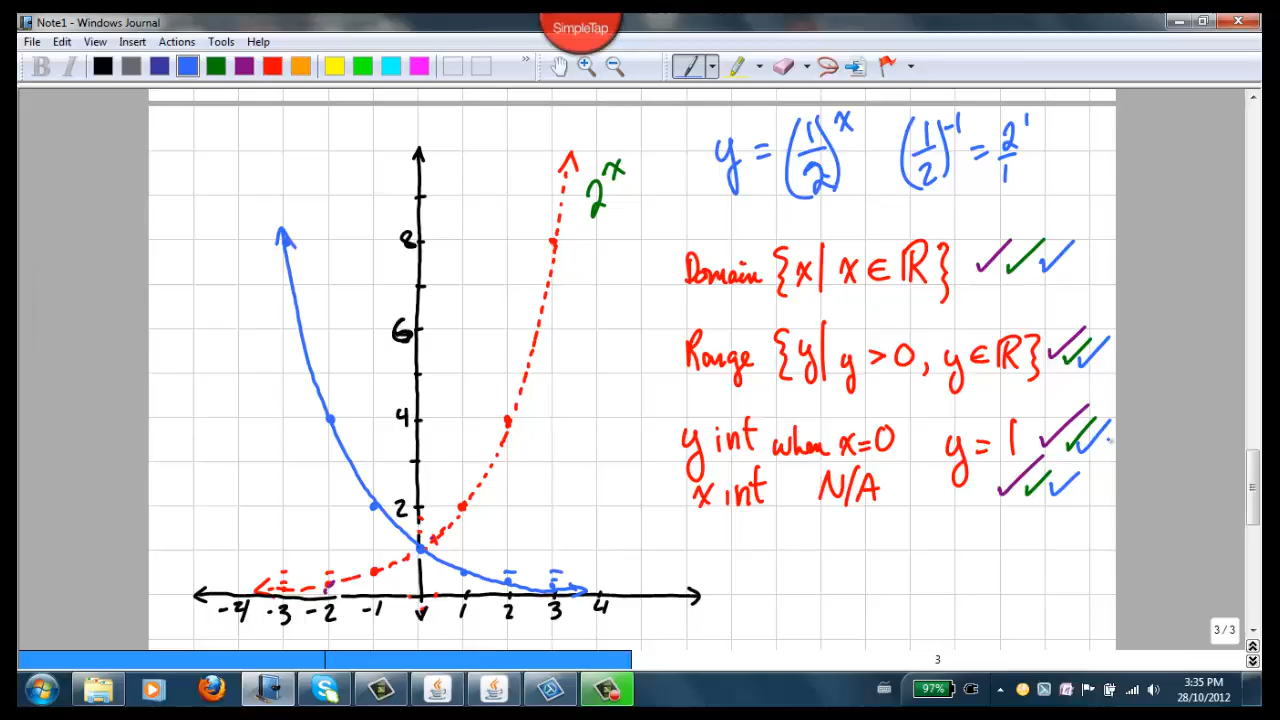 Note1 - Windows Journal
SimpleTap
File Edit View Insert Actions Tools Help
B I
y = (1/2)^x (1/2)^-1 = 2^1/1
2^x
8
6
4
2
-4 -3 -2 -1 1 2 3 4
Domain {x| x ∈ ℝ}
Range {y| y > 0, y ∈ ℝ}
y int when x=0 y = 1
x int N/A
3 / 3
3
97%
3:35 PM
28/10/2012